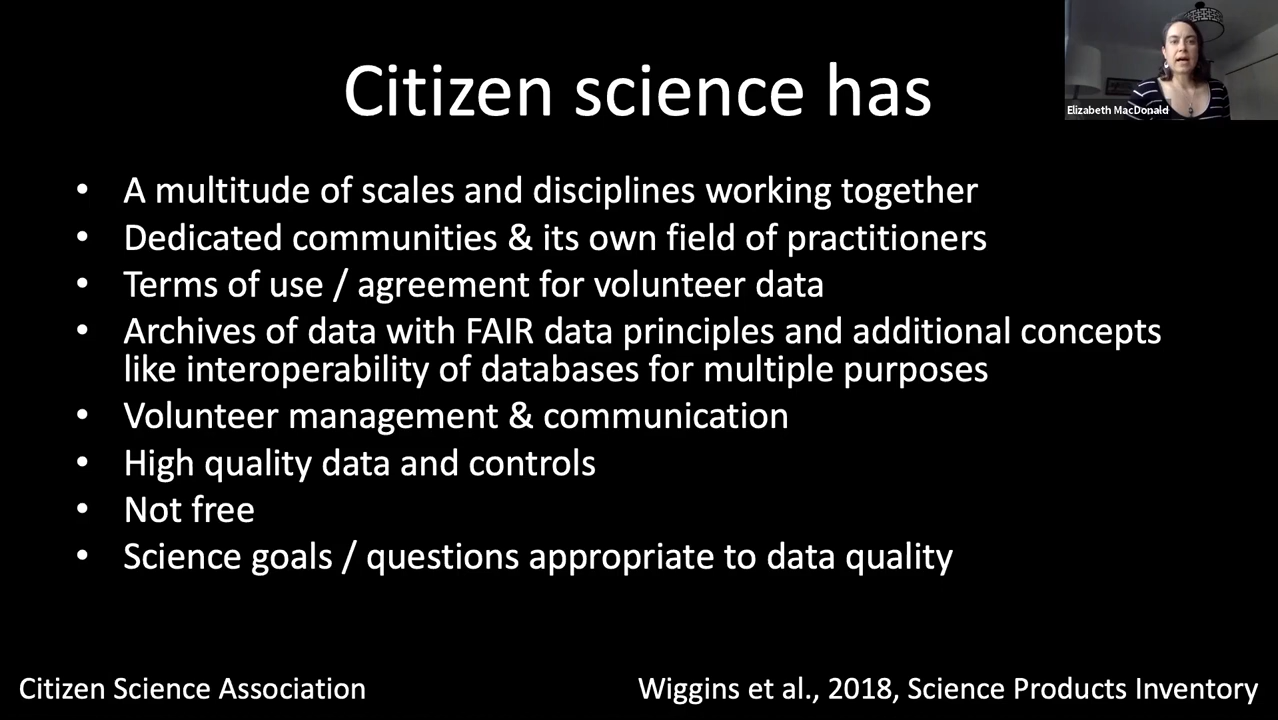 Citizen science has
Elizabeth MacDonald
• A multitude of scales and disciplines working together
• Dedicated communities & its own field of practitioners
• Terms of use / agreement for volunteer data
• Archives of data with FAIR data principles and additional concepts
like interoperability of databases for multiple purposes
• Volunteer management & communication
• High quality data and controls
• Not free
• Science goals / questions appropriate to data quality
Citizen Science Association
Wiggins et al., 2018, Science Products Inventory